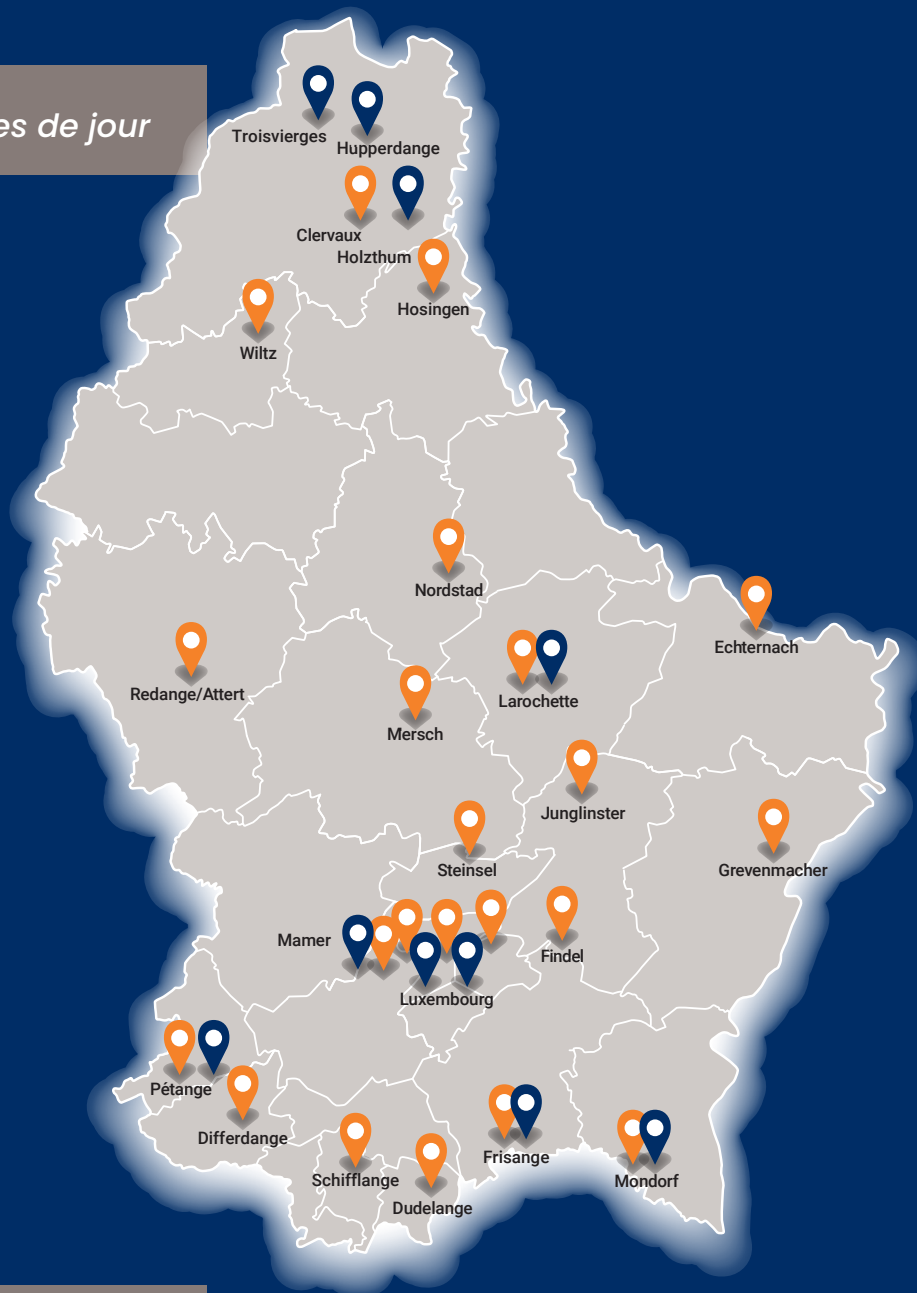 es de jour
Troisvierges
Hupperdange
Clervaux
Holzthum
Hosingen
Wiltz
Nordstad
Echternach
Redange/Attert
Larochette
Mersch
Junglinster
Steinsel
Grevenmacher
Mamer
Findel
Luxembourg
Pétange
Differdange
Frisange
Schifflange
Mondorf
Dudelange